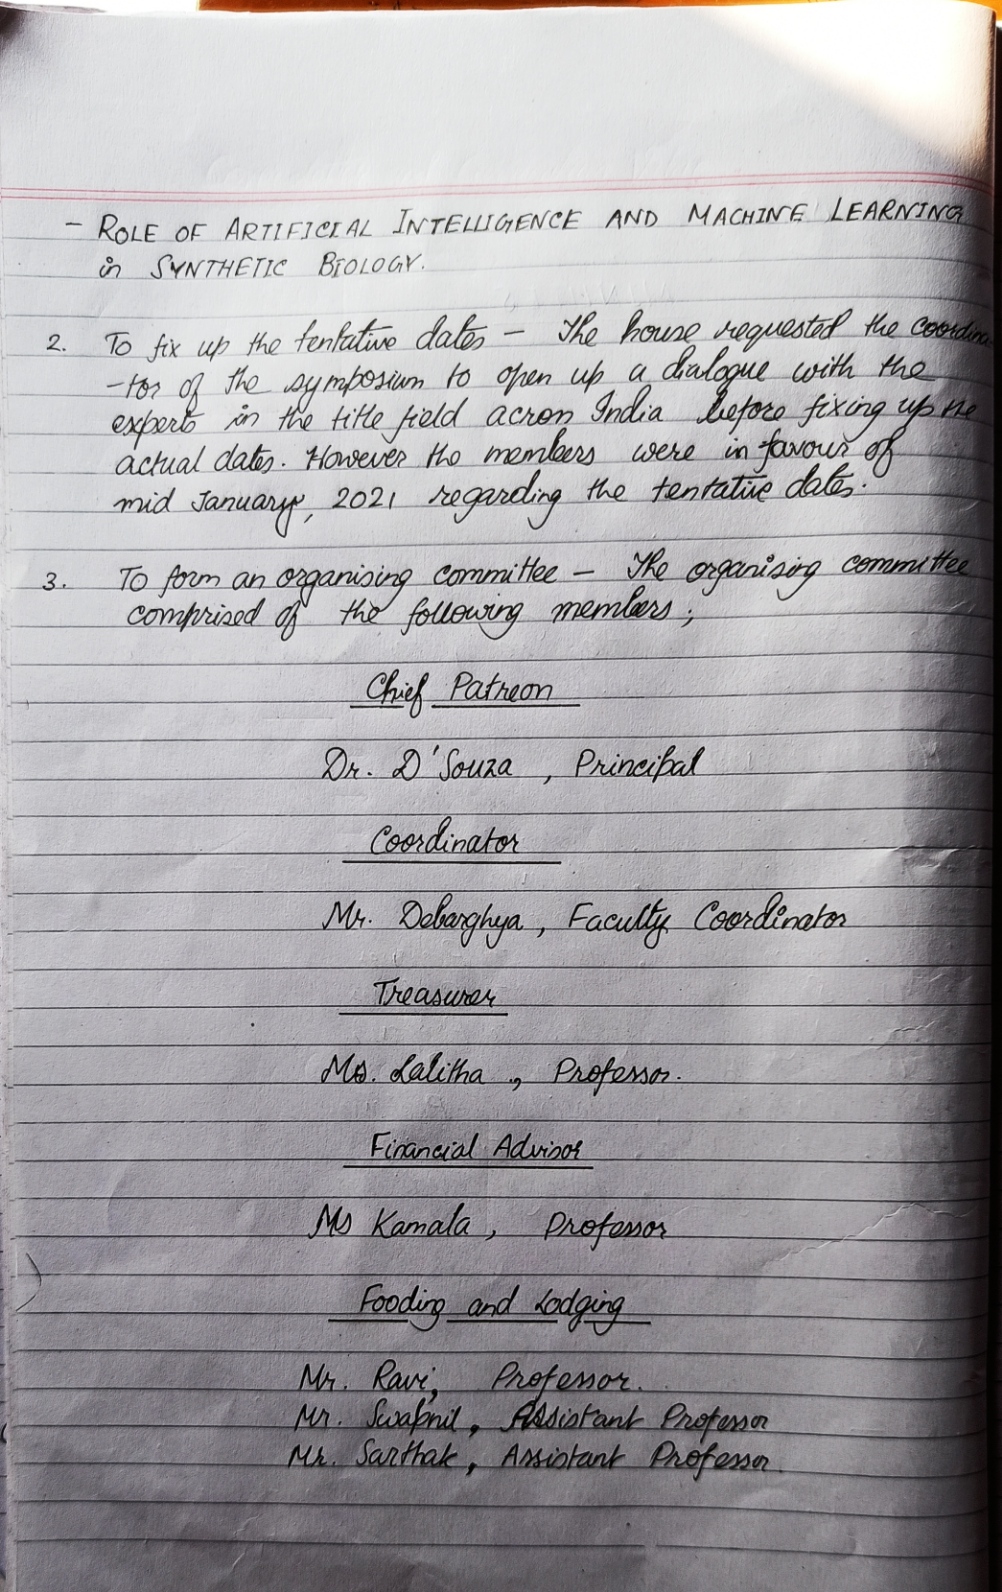 - ROLE OF ARTIFICIAL INTELLIGENCE AND MACHINE LEARNING
in SYNTHETIC BIOLOGY.
2. To fix up the tentative dates - The house requested the coordina
-tor of the symposium to open up a dialogue with the
experts in the title field across India before fixing up the
actual dates. However the members were in favour of
mid January, 2021 regarding the tentative dates.
3. To form an organising committee - The organising committee
comprised of the following members;
Chief Patreon
Dr. D'Souza, Principal
Coordinator
Mr. Debarghya, Faculty Coordinator
Treasurer
Ms. Lalitha, Professor.
Financial Advisor
Ms Kamala, Professor
Fooding and Lodging
Mr. Ravi, Professor.
Mr. Swapnil, Assistant Professor
Mr. Sarthak, Assistant Professor